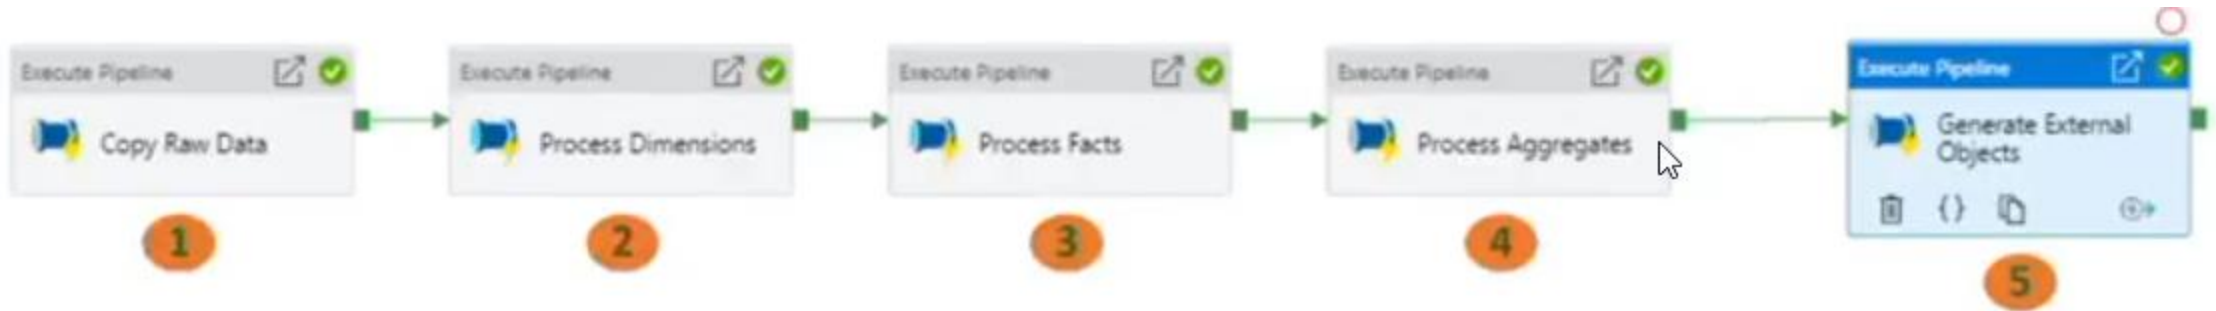 Execute Pipeline
Copy Raw Data
1
Execute Pipeline
Process Dimensions
2
Execute Pipeline
Process Facts
3
Execute Pipeline
Process Aggregates
4
Execute Pipeline
Generate External
Objects
{}
5